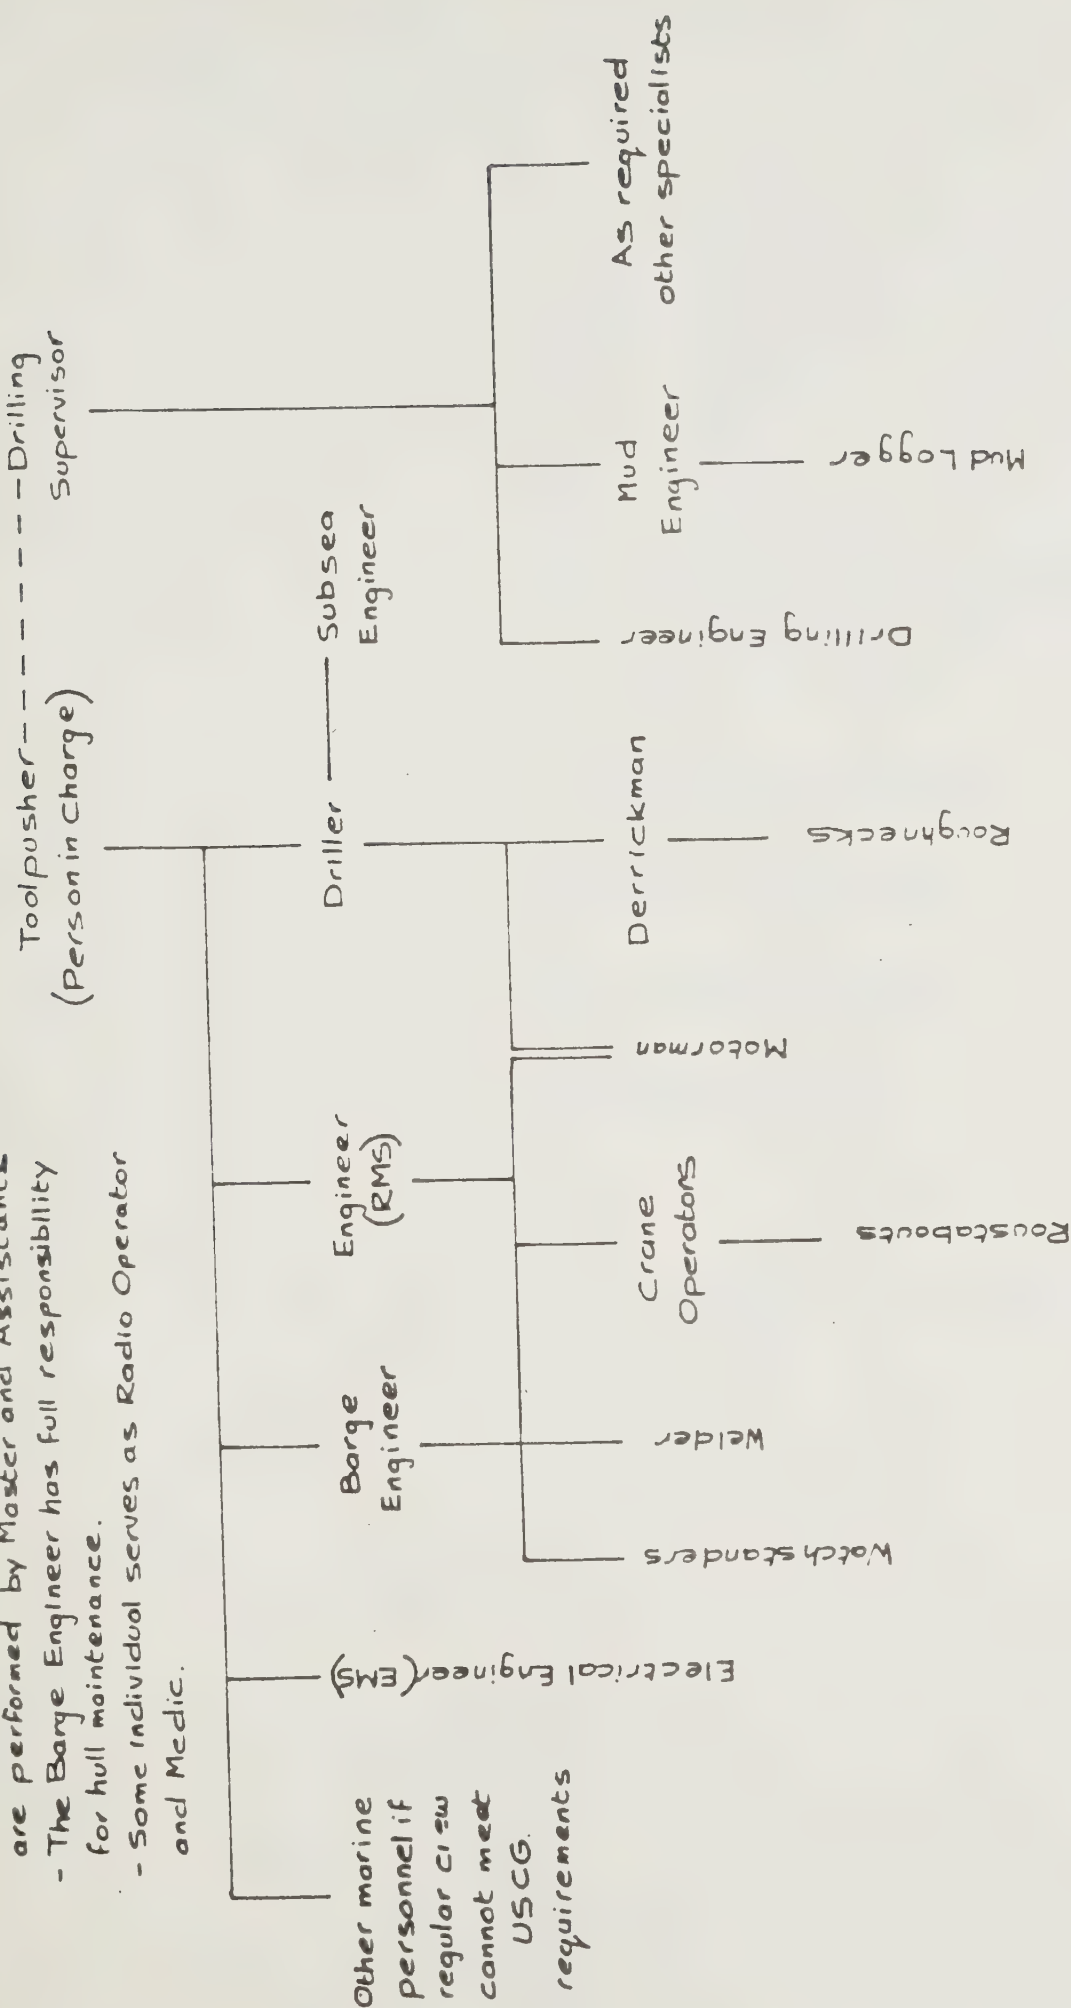 are performed by Master and Assistance
- The Barge Engineer has full responsibility
for hull maintenance.
- Some individual serves as Radio Operator
and Medic.
Toolpusher - - - - - - - - Drilling
(Person in Charge)
Supervisor
Other marine
personnel if
regular crew
cannot meet
USCG.
requirements
Electrical Engineer (EMS)
Barge
Engineer
Engineer
(RMS)
Driller
Subsea
Engineer
Watchstanders
Welder
Crane
Operators
Roustabouts
Motorman
Derrickman
Roughnecks
Drilling Engineer
Mud
Engineer
Mud Logger
As required
other specialists